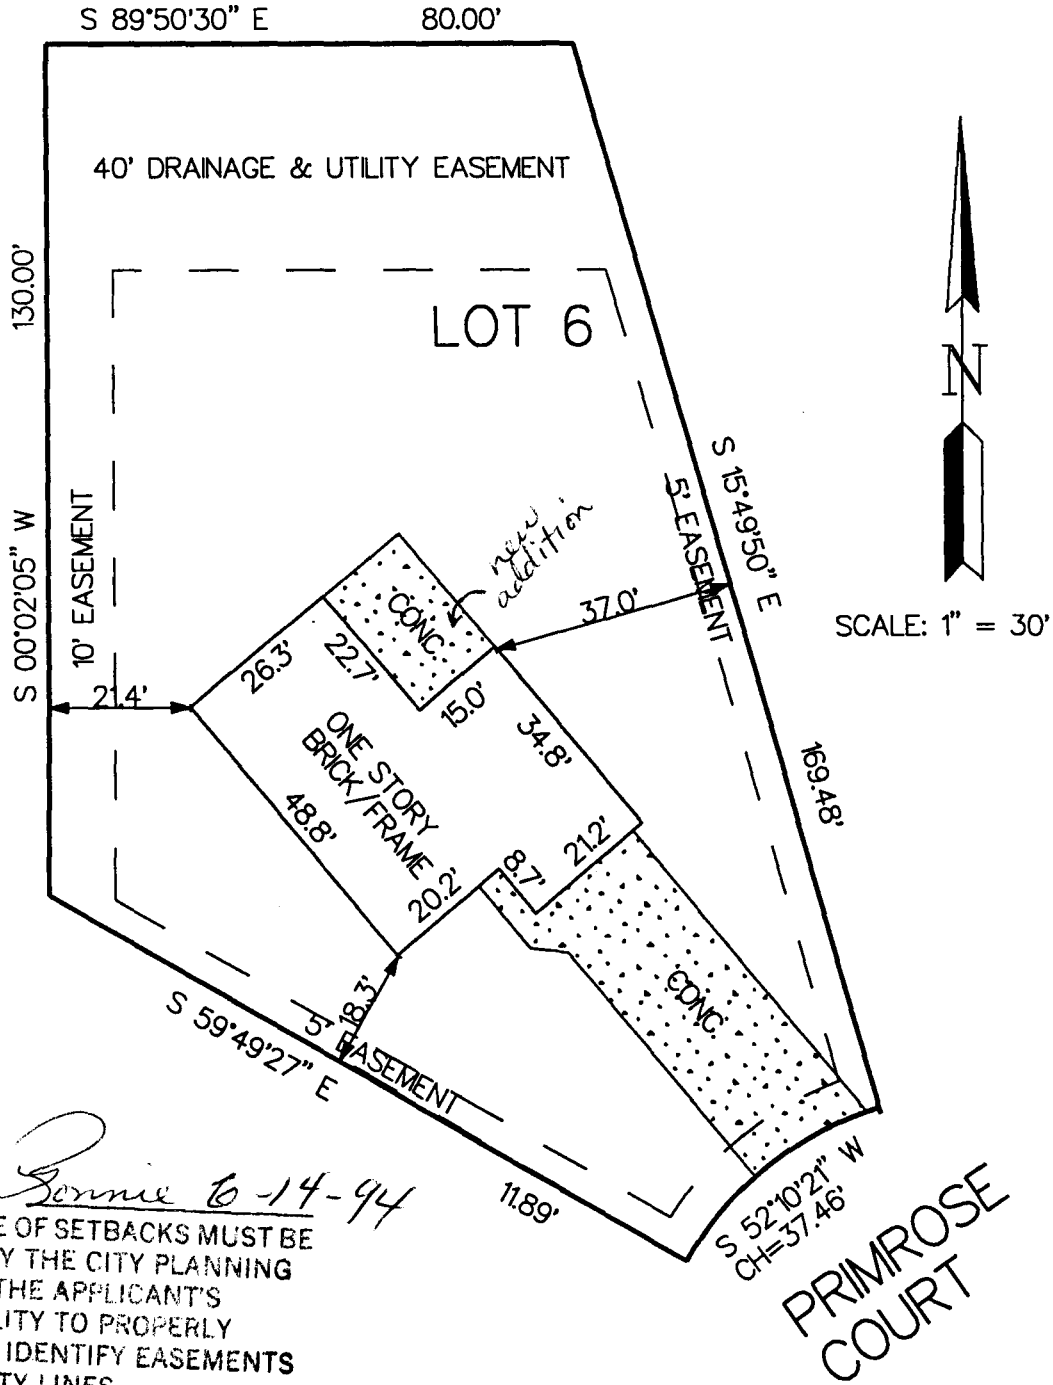 S 89°50'30" E 80.00'
40' DRAINAGE & UTILITY EASEMENT
130.00'
LOT 6
N
SCALE: 1" = 30'
S 15°49'50" E
5' EASEMENT
169.48'
S 00°02'05" W
10' EASEMENT
21.4'
new
addition
CONC.
37.0'
26.3'
22.7'
15.0'
34.8'
ONE STORY
BRICK/FRAME
48.8'
20.2'
8.7'
21.2'
CONC.
18.3'
5' EASEMENT
S 59°49'27" E
11.89'
S 52°10'21" W
CH=37.46'
PRIMROSE
COURT
Bonnie 6-14-94
E OF SETBACKS MUST BE
Y THE CITY PLANNING
THE APPLICANT'S
LITY TO PROPERLY
IDENTIFY EASEMENTS
TY LINES